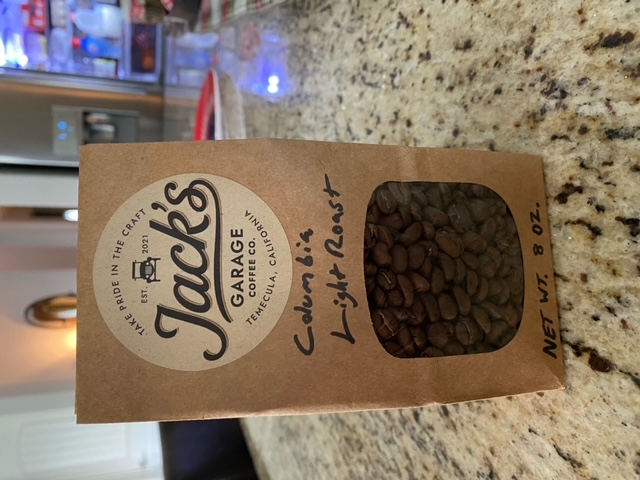 TAKE PRIDE IN THE CRAFT
EST. 2021
Jack's
GARAGE
COFFEE CO.
TEMECULA, CALIFORNIA
Columbia
Light Roast
NET WT. 8 OZ.